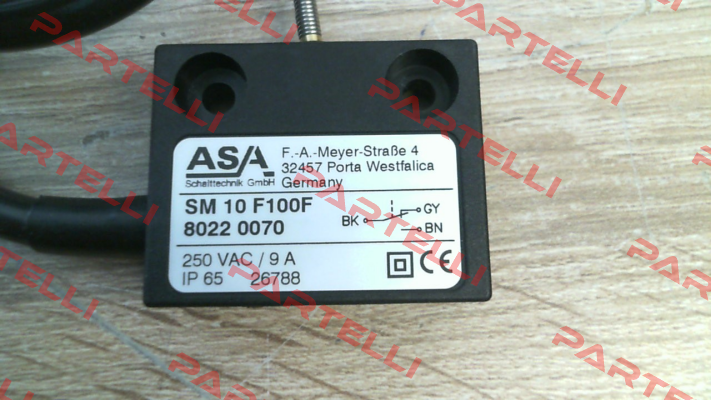 ASA
Schalttechnik GmbH
F.-A.-Meyer-Straße 4
32457 Porta Westfalica
Germany
SM 10 F100F
8022 0070
BK
GY
BN
250 VAC / 9 A
IP 65 26788
CE
PARTELLI
PARTELLI
PARTELLI
PARTELLI
PARTELLI
PARTELLI
PARTELLI